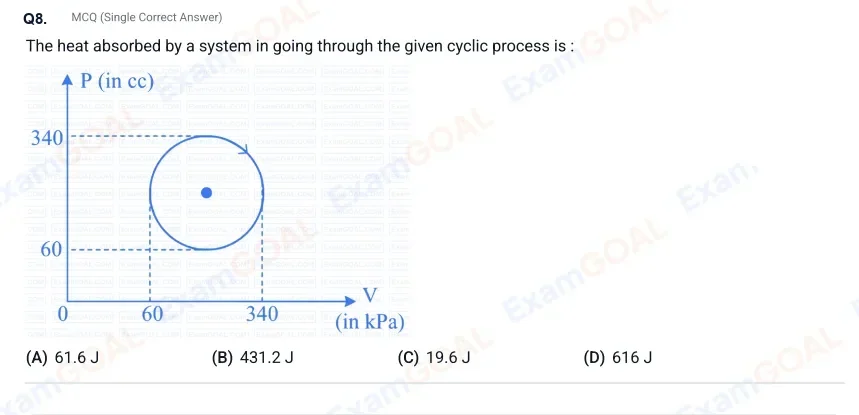 Q8. MCQ (Single Correct Answer)
The heat absorbed by a system in going through the given cyclic process is :
P (in cc)
340
60
V
0 60 340 (in kPa)
(A) 61.6 J (B) 431.2 J (C) 19.6 J (D) 616 J
ExamGOAL